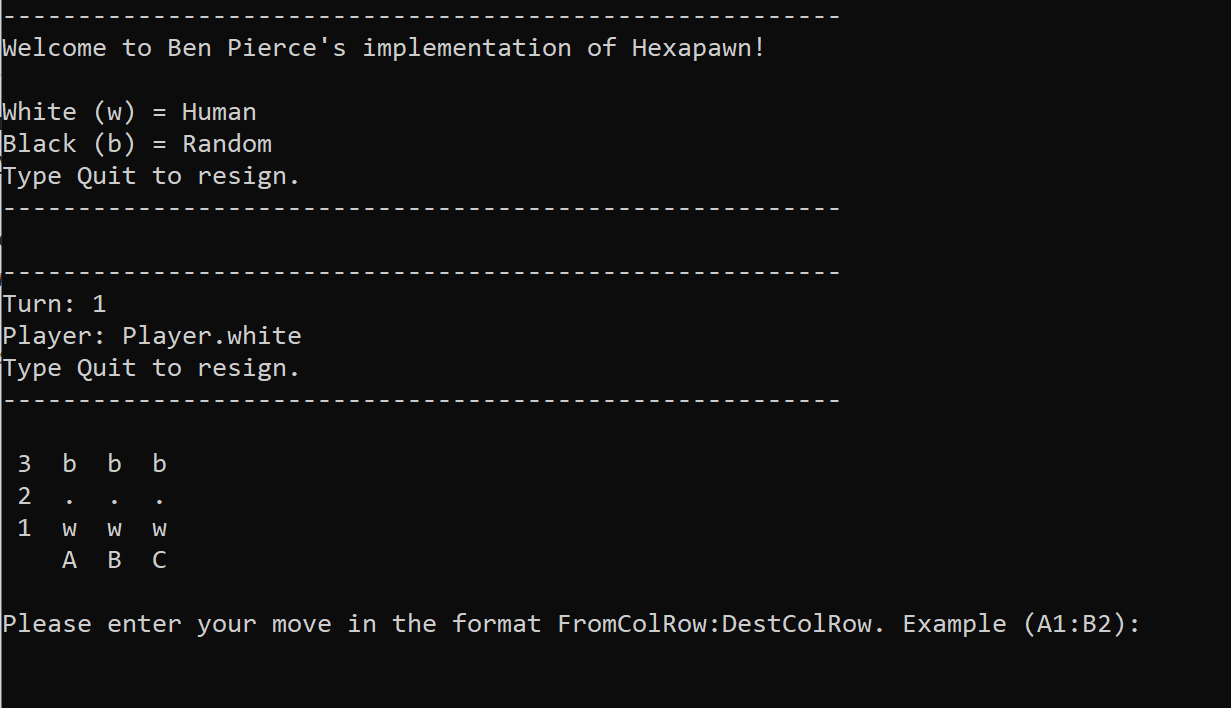 --------------------------------------------------------
Welcome to Ben Pierce's implementation of Hexapawn!
White (w) = Human
Black (b) = Random
Type Quit to resign.
--------------------------------------------------------
--------------------------------------------------------
Turn: 1
Player: Player.white
Type Quit to resign.
--------------------------------------------------------
3 b b b
2 . . .
1 w w w
A B C
Please enter your move in the format FromColRow:DestColRow. Example (A1:B2):